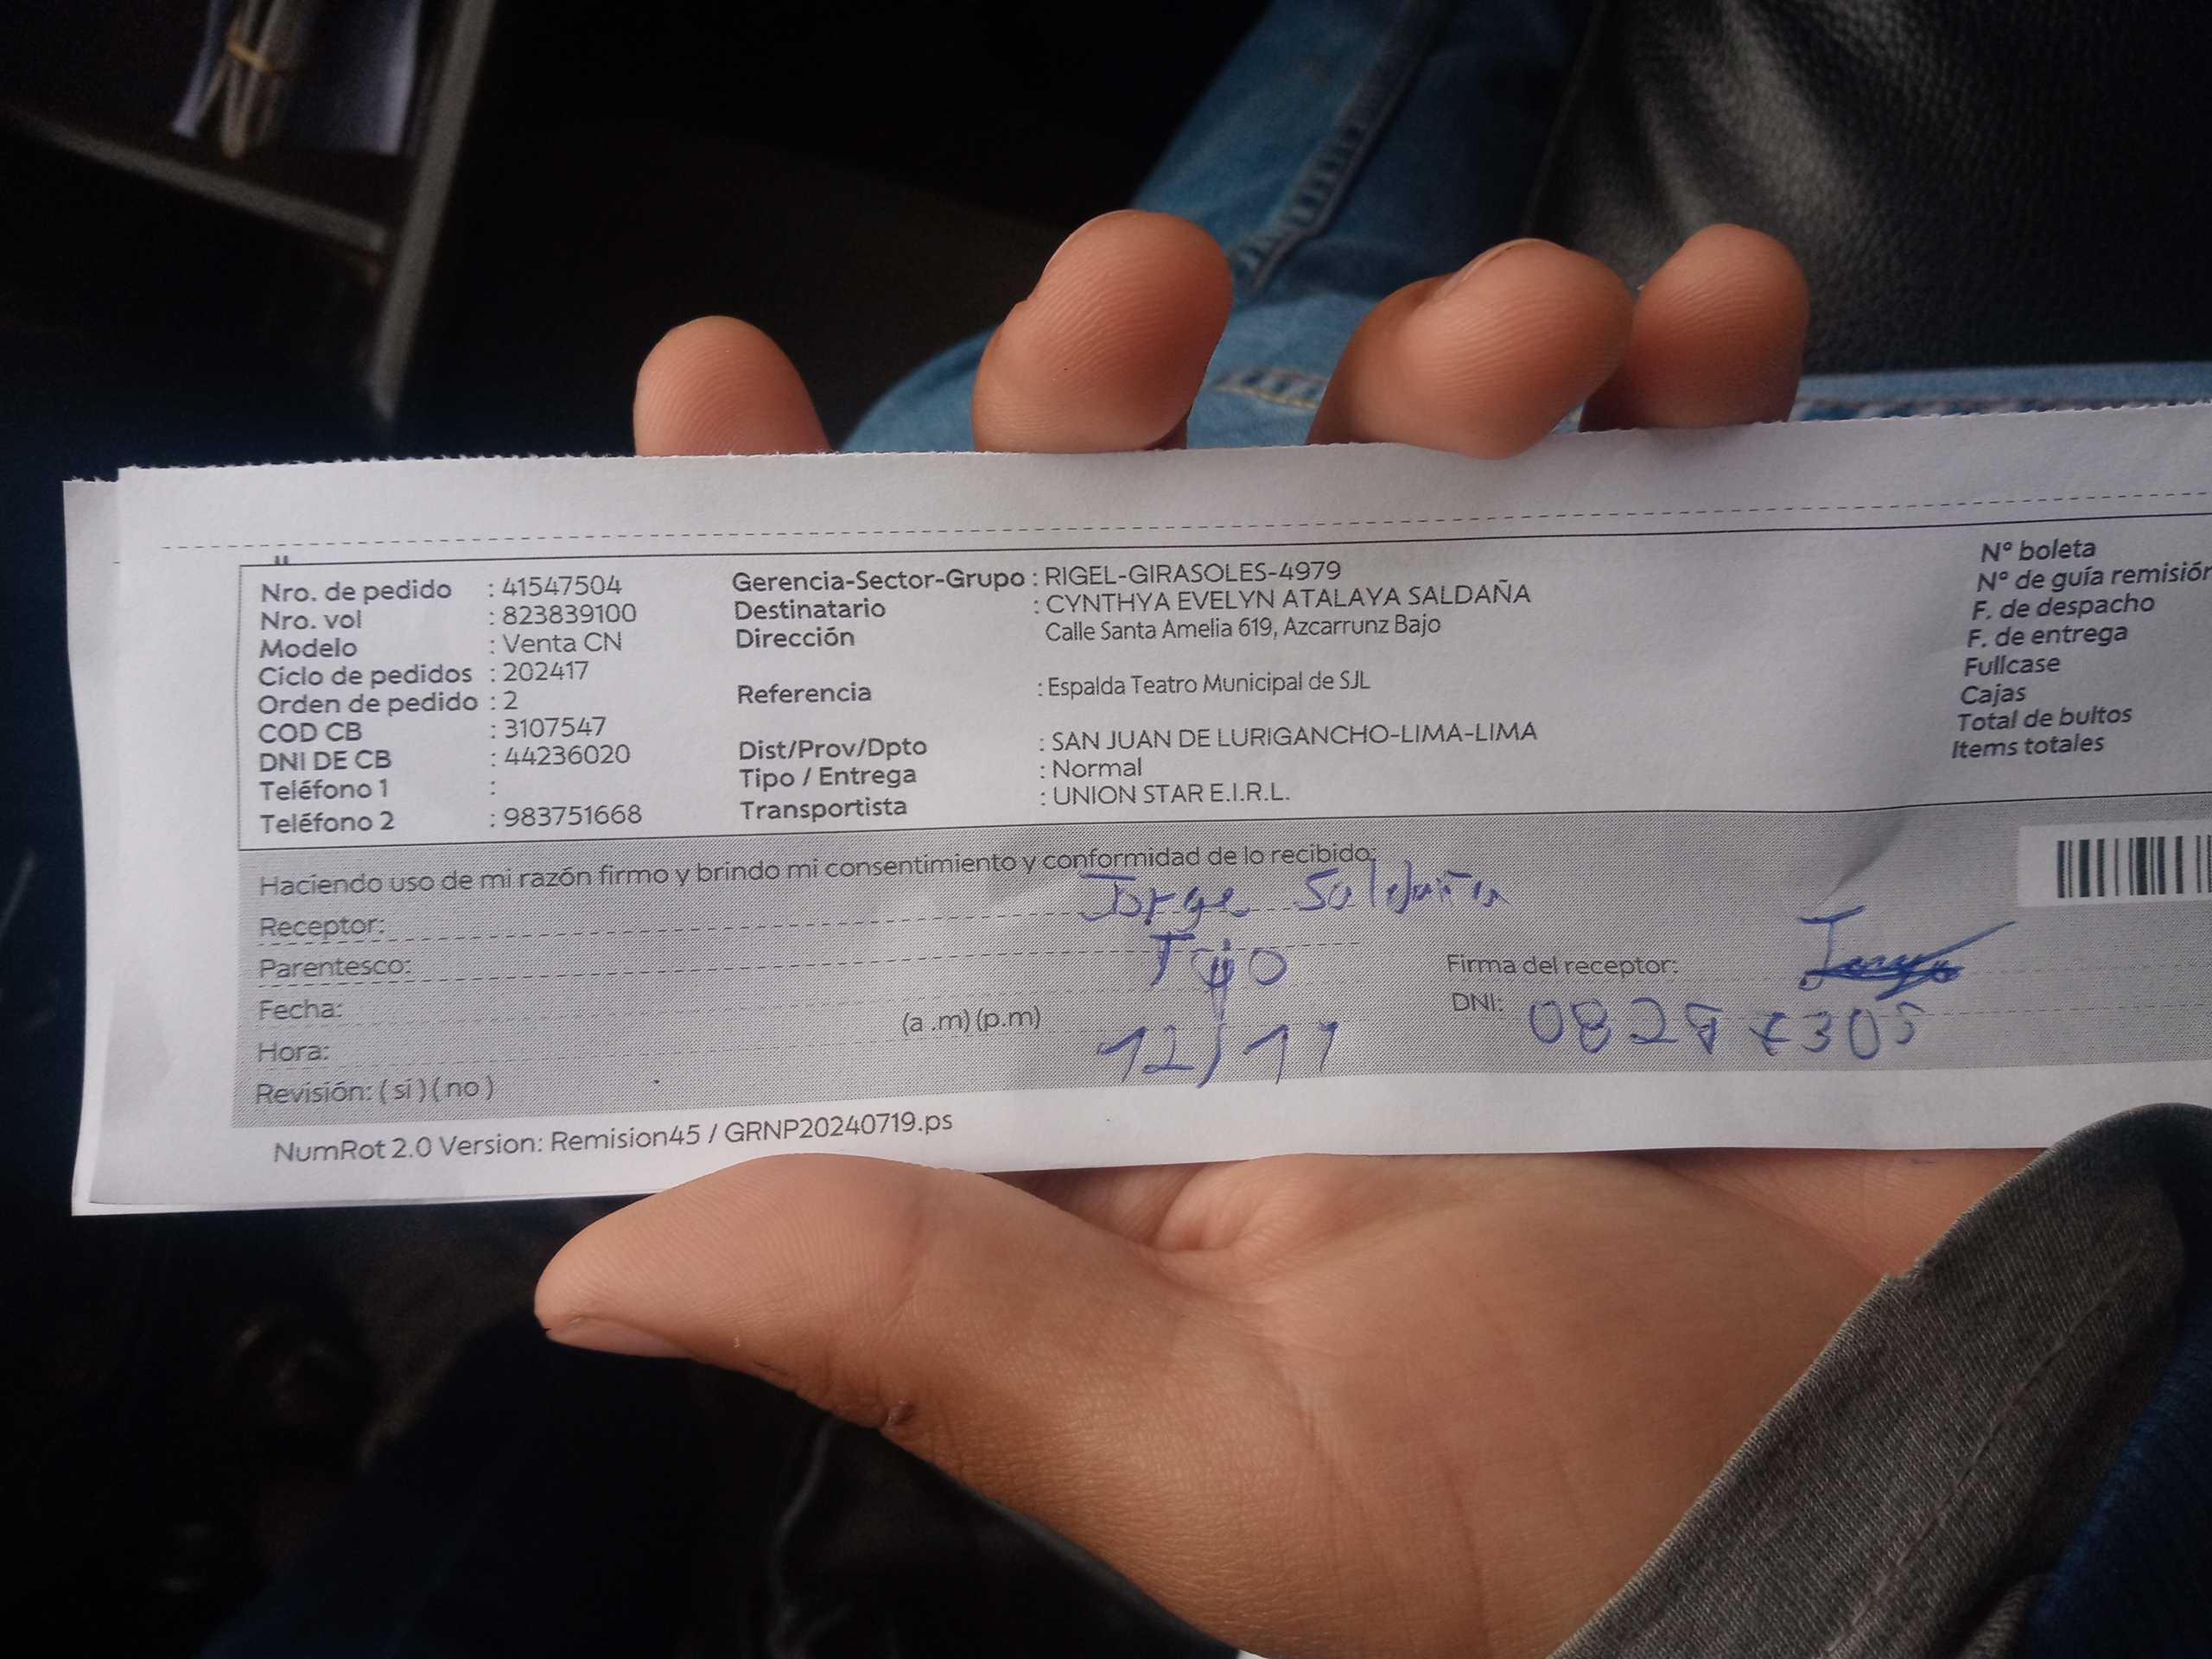 Nro. de pedido : 41547504
Nro. vol : 823839100
Modelo : Venta CN
Ciclo de pedidos : 202417
Orden de pedido : 2
COD CB : 3107547
DNI DE CB : 44236020
Teléfono 1 :
Teléfono 2 : 983751668
Gerencia-Sector-Grupo : RIGEL-GIRASOLES-4979
Destinatario : CYNTHYA EVELYN ATALAYA SALDAÑA
Dirección Calle Santa Amelia 619, Azcarrunz Bajo
Referencia : Espalda Teatro Municipal de SJL
Dist/Prov/Dpto : SAN JUAN DE LURIGANCHO-LIMA-LIMA
Tipo / Entrega : Normal
Transportista : UNION STAR E.I.R.L.
N° boleta
N° de guía remisión
F. de despacho
F. de entrega
Fullcase
Cajas
Total de bultos
Items totales
Haciendo uso de mi razón firmo y brindo mi consentimiento y conformidad de lo recibido:
Receptor: Jorge Saldaña
Parentesco:
Fecha:
Hora: (a .m) (p.m) 12/11
Revisión: ( si ) ( no )
Firma del receptor:
DNI:
NumRot 2.0 Version: Remision45 / GRNP20240719.ps